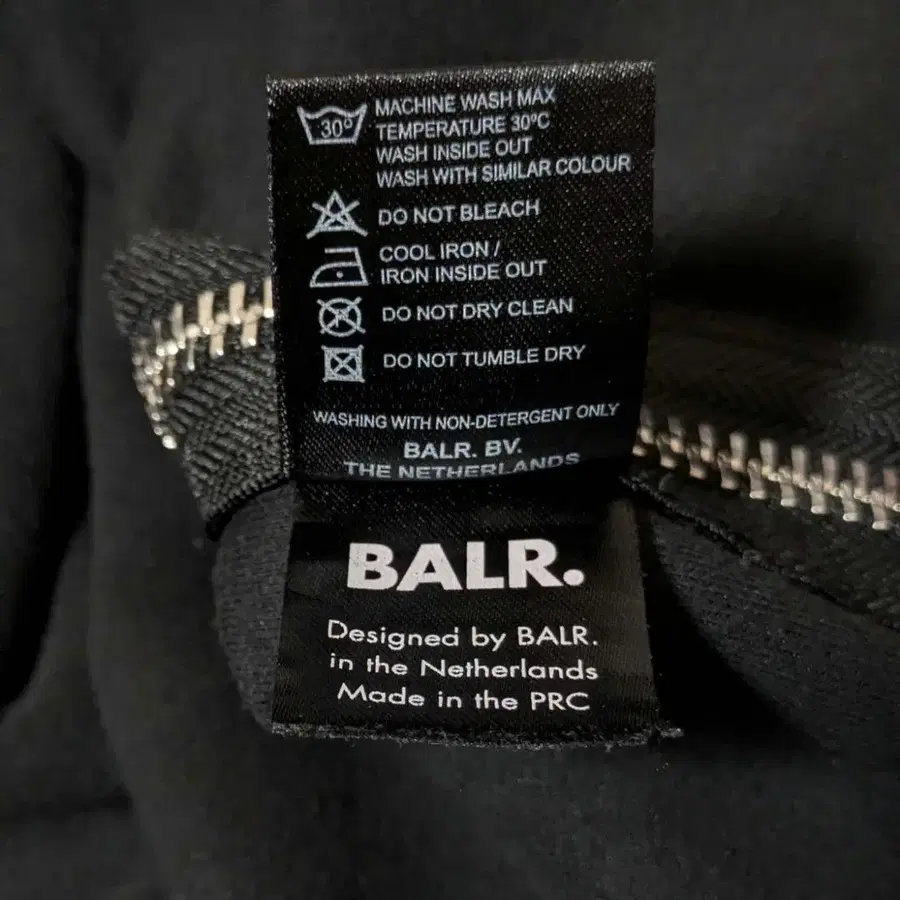 30°
MACHINE WASH MAX
TEMPERATURE 30°C
WASH INSIDE OUT
WASH WITH SIMILAR COLOUR
DO NOT BLEACH
COOL IRON /
IRON INSIDE OUT
DO NOT DRY CLEAN
DO NOT TUMBLE DRY
WASHING WITH NON-DETERGENT ONLY
BALR. BV.
THE NETHERLANDS
BALR.
Designed by BALR.
in the Netherlands
Made in the PRC